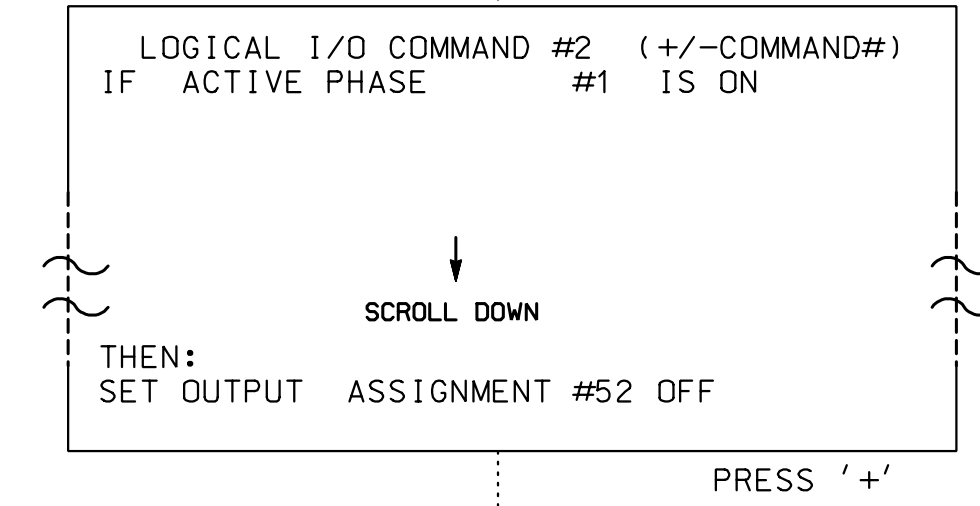 LOGICAL I/O COMMAND #2 (+/-COMMAND#)
IF ACTIVE PHASE #1 IS ON
SCROLL DOWN
THEN:
SET OUTPUT ASSIGNMENT #52 OFF
PRESS '+'